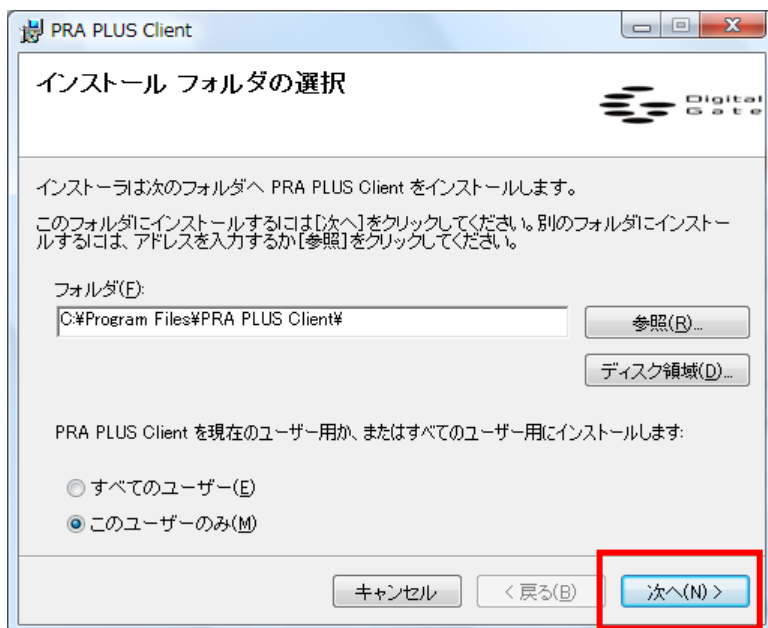 PRA PLUS Client
インストール フォルダの選択
Digital
Gate
インストーラは次のフォルダへ PRA PLUS Client をインストールします。
このフォルダにインストールするには[次へ]をクリックしてください。別のフォルダにインストー
ルするには、アドレスを入力するか[参照]をクリックしてください。
フォルダ(F):
C:¥Program Files¥PRA PLUS Client¥
参照(R)...
ディスク領域(D)...
PRA PLUS Client を現在のユーザー用か、またはすべてのユーザー用にインストールします:
すべてのユーザー(E)
このユーザーのみ(M)
キャンセル
< 戻る(B)
次へ(N) >